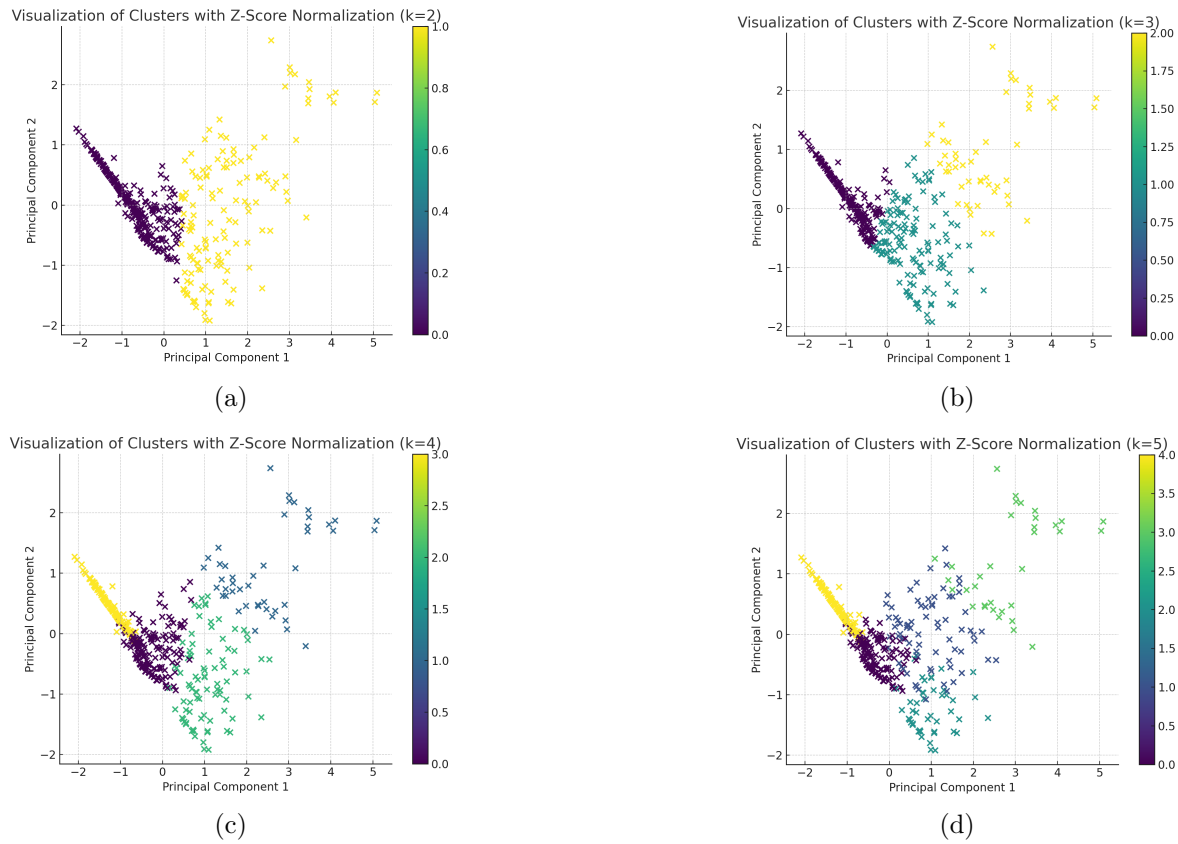 Visualization of Clusters with Z-Score Normalization (k=2)
1.0
0.8
0.6
0.4
0.2
0.0
2
1
0
−1
−2
Principal Component 2
−2 −1 0 1 2 3 4 5
Principal Component 1
(a)
Visualization of Clusters with Z-Score Normalization (k=3)
2.00
1.75
1.50
1.25
1.00
0.75
0.50
0.25
0.00
2
1
0
−1
−2
Principal Component 2
−2 −1 0 1 2 3 4 5
Principal Component 1
(b)
Visualization of Clusters with Z-Score Normalization (k=4)
3.0
2.5
2.0
1.5
1.0
0.5
0.0
2
1
0
−1
−2
Principal Component 2
−2 −1 0 1 2 3 4 5
Principal Component 1
(c)
Visualization of Clusters with Z-Score Normalization (k=5)
4.0
3.5
3.0
2.5
2.0
1.5
1.0
0.5
0.0
2
1
0
−1
−2
Principal Component 2
−2 −1 0 1 2 3 4 5
Principal Component 1
(d)